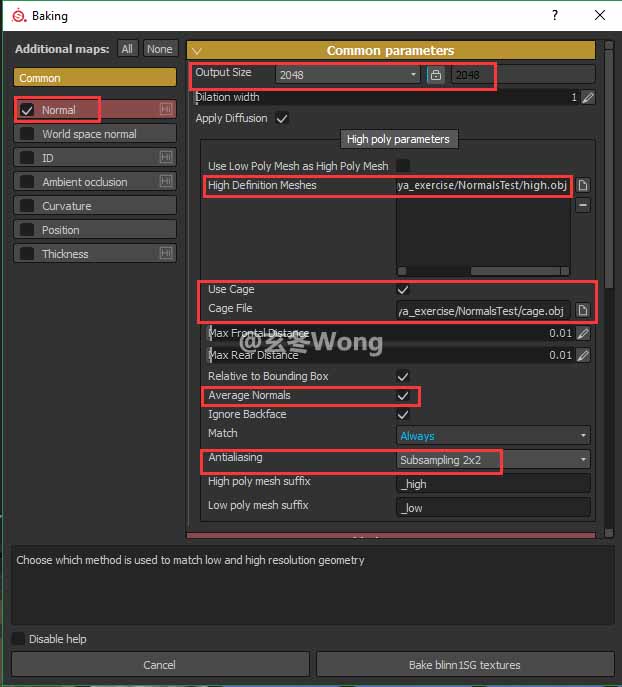 Baking
?
Additional maps:
All
None
Common
Normal
Hi
World space normal
ID
Hi
Ambient occlusion
Hi
Curvature
Position
Thickness
Hi
Common parameters
Output Size
2048
2048
Dilation width
1
Apply Diffusion
High poly parameters
Use Low Poly Mesh as High Poly Mesh
High Definition Meshes
ya_exercise/NormalsTest/high.obj
Use Cage
Cage File
ya_exercise/NormalsTest/cage.obj
Max Frontal Distance
0.01
@玄冬Wong
Max Rear Distance
0.01
Relative to Bounding Box
Average Normals
Ignore Backface
Match
Always
Antialiasing
Subsampling 2x2
High poly mesh suffix
_high
Low poly mesh suffix
_low
Choose which method is used to match low and high resolution geometry
Disable help
Cancel
Bake blinn1SG textures